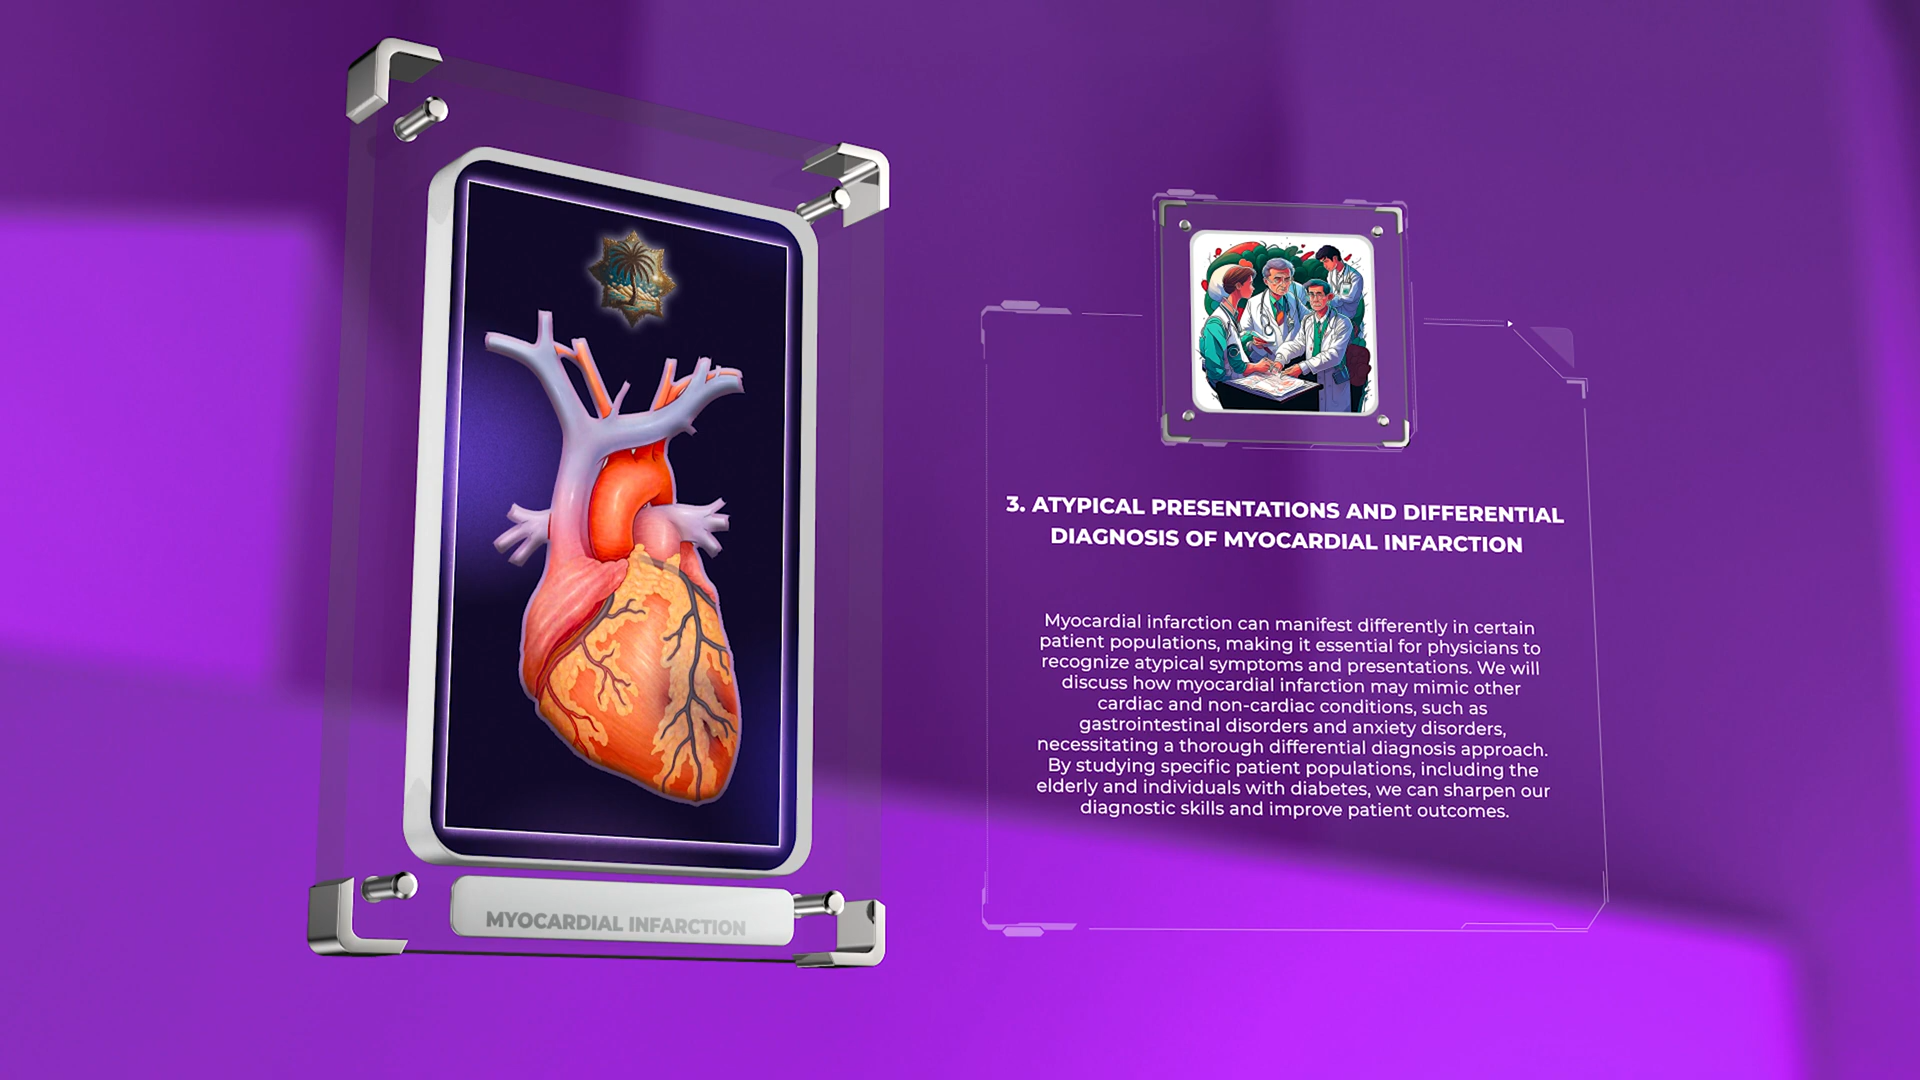 3. ATYPICAL PRESENTATIONS AND DIFFERENTIAL
DIAGNOSIS OF MYOCARDIAL INFARCTION
Myocardial infarction can manifest differently in certain
patient populations, making it essential for physicians to
recognize atypical symptoms and presentations. We will
discuss how myocardial infarction may mimic other
cardiac and non-cardiac conditions, such as
gastrointestinal disorders and anxiety disorders,
necessitating a thorough differential diagnosis approach.
By studying specific patient populations, including the
elderly and individuals with diabetes, we can sharpen our
diagnostic skills and improve patient outcomes.
MYOCARDIAL INFARCTION